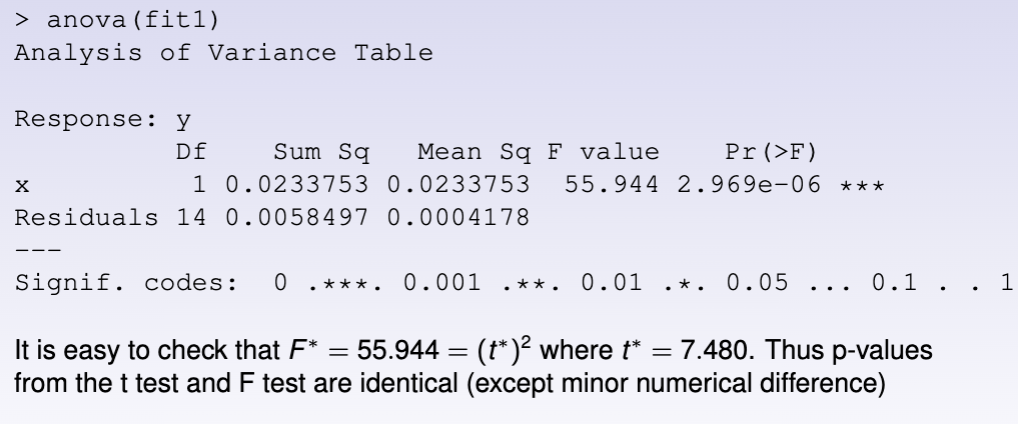 > anova(fit1)
Analysis of Variance Table
Response: y
Df Sum Sq Mean Sq F value Pr(>F)
x 1 0.0233753 0.0233753 55.944 2.969e-06 ***
Residuals 14 0.0058497 0.0004178
---
Signif. codes: 0 .***. 0.001 .**. 0.01 .*. 0.05 ... 0.1 . . 1
It is easy to check that F* = 55.944 = (t*)² where t* = 7.480. Thus p-values
from the t test and F test are identical (except minor numerical difference)